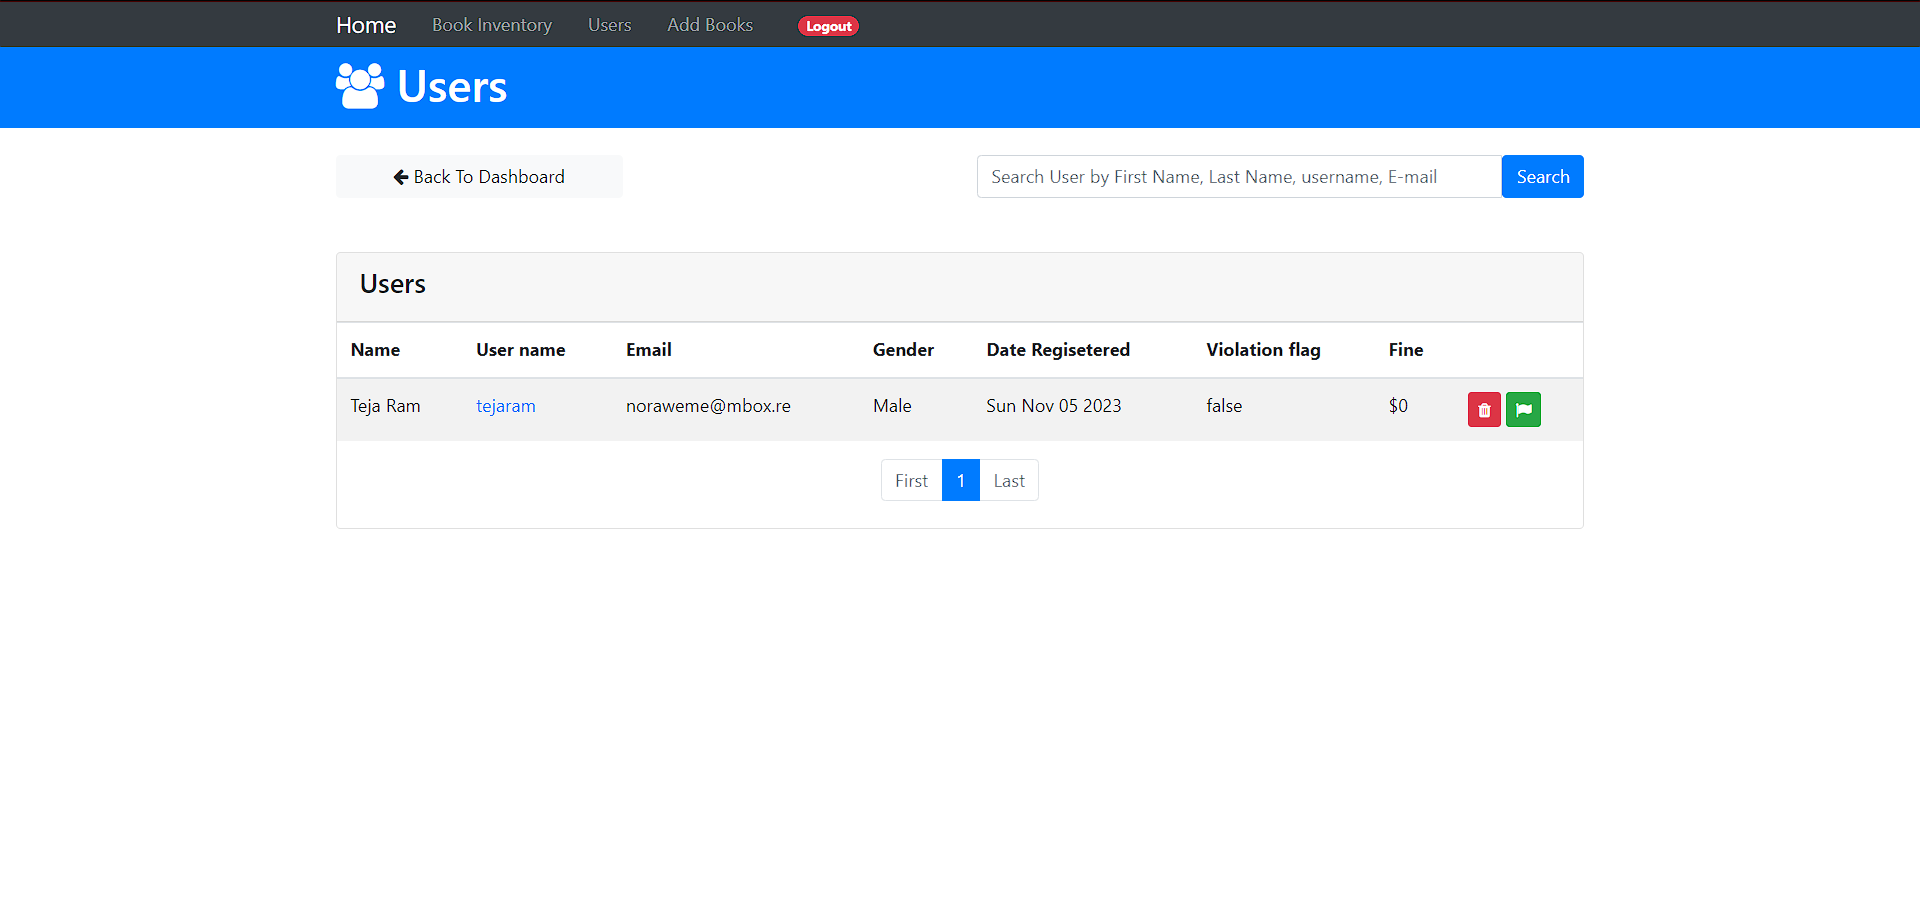 Home Book Inventory Users Add Books Logout
Users
Back To Dashboard
Search User by First Name, Last Name, username, E-mail Search
Users
Name User name Email Gender Date Regisetered Violation flag Fine
Teja Ram tejaram noraweme@mbox.re Male Sun Nov 05 2023 false $0
First 1 Last